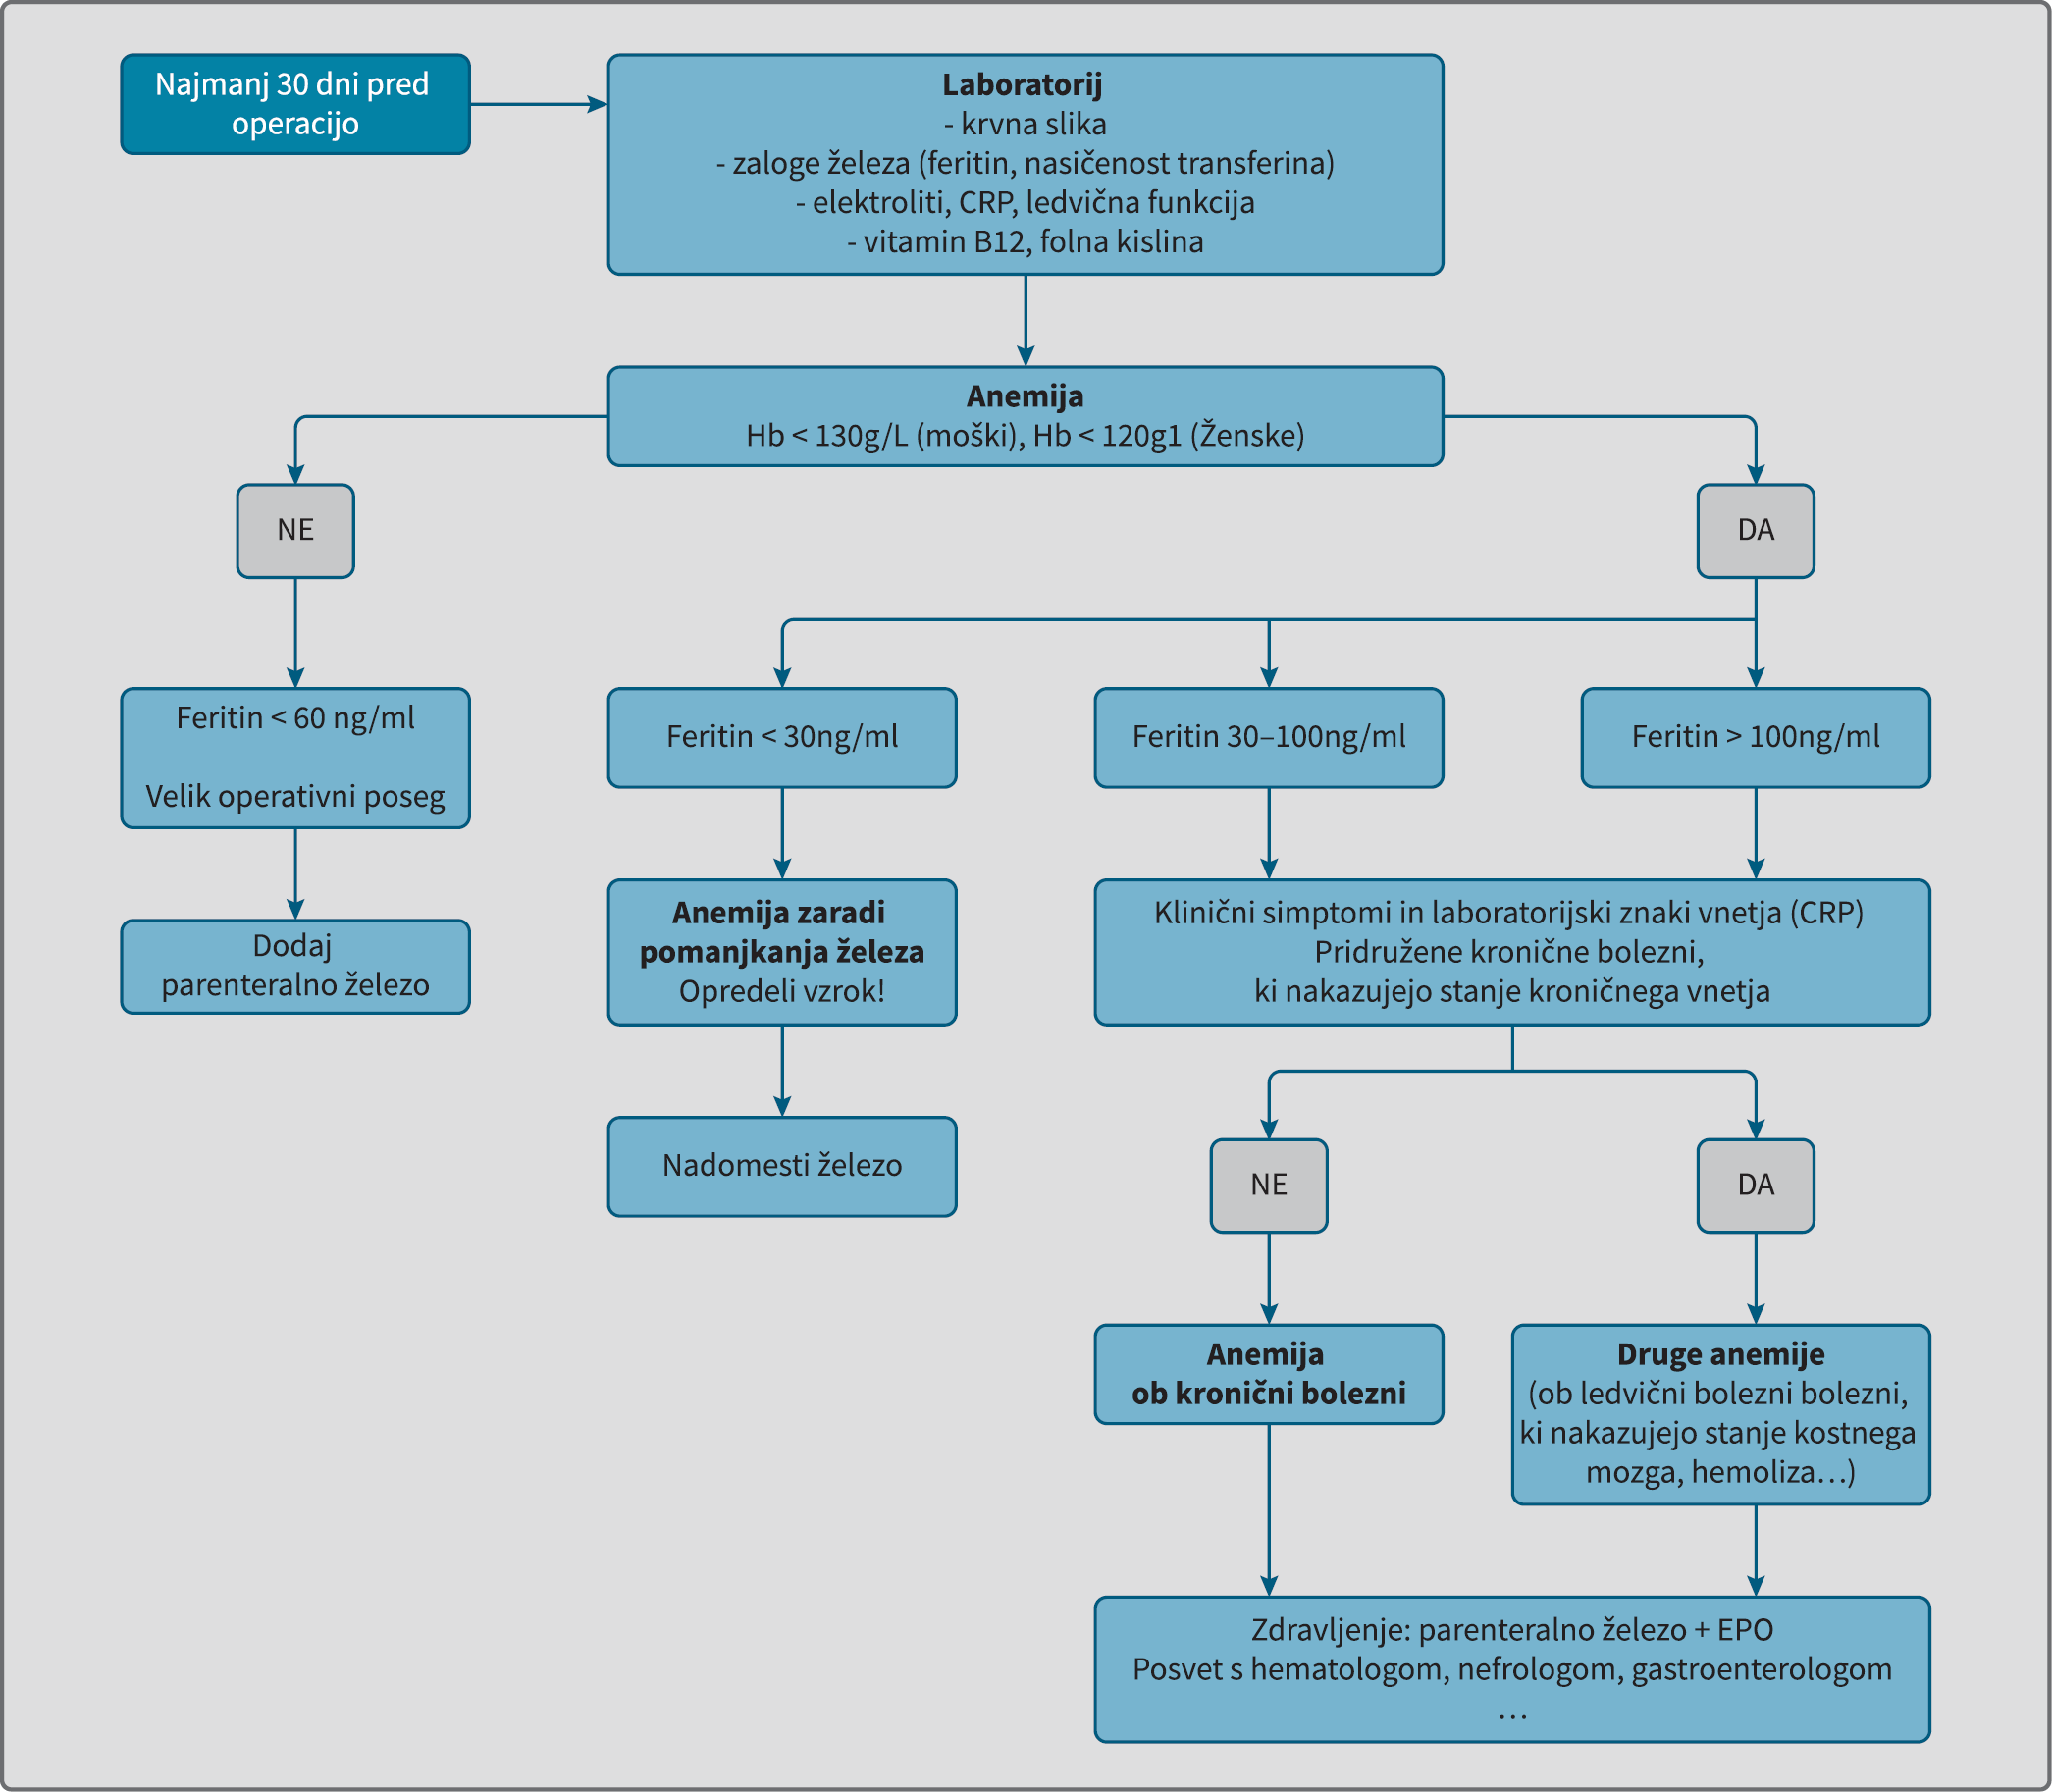 Najmanj 30 dni pred
operacijo
Laboratorij
- krvna slika
- zaloge železa (feritin, nasičenost transferina)
- elektroliti, CRP, ledvična funkcija
- vitamin B12, folna kislina
Anemija
Hb < 130g/L (moški), Hb < 120g1 (Ženske)
NE
DA
Feritin < 60 ng/ml
Velik operativni poseg
Feritin < 30ng/ml
Feritin 30–100ng/ml
Feritin > 100ng/ml
Dodaj
parenteralno železo
Anemija zaradi
pomanjkanja železa
Opredeli vzrok!
Klinični simptomi in laboratorijski znaki vnetja (CRP)
Pridružene kronične bolezni,
ki nakazujejo stanje kroničnega vnetja
Nadomesti železo
NE
DA
Anemija
ob kronični bolezni
Druge anemije
(ob ledvični bolezni bolezni,
ki nakazujejo stanje kostnega
mozga, hemoliza…)
Zdravljenje: parenteralno železo + EPO
Posvet s hematologom, nefrologom, gastroenterologom
…